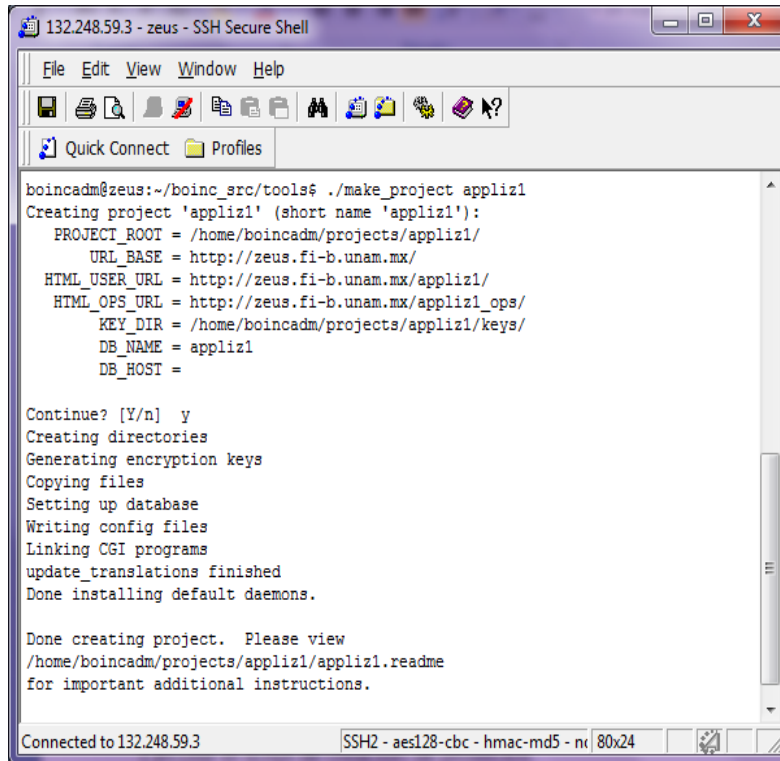 132.248.59.3 - zeus - SSH Secure Shell
File Edit View Window Help
Quick Connect Profiles
boincadm@zeus:~/boinc_src/tools$ ./make_project appliz1
Creating project 'appliz1' (short name 'appliz1'):
PROJECT_ROOT = /home/boincadm/projects/appliz1/
URL_BASE = http://zeus.fi-b.unam.mx/
HTML_USER_URL = http://zeus.fi-b.unam.mx/appliz1/
HTML_OPS_URL = http://zeus.fi-b.unam.mx/appliz1_ops/
KEY_DIR = /home/boincadm/projects/appliz1/keys/
DB_NAME = appliz1
DB_HOST =
Continue? [Y/n] y
Creating directories
Generating encryption keys
Copying files
Setting up database
Writing config files
Linking CGI programs
update_translations finished
Done installing default daemons.
Done creating project. Please view
/home/boincadm/projects/appliz1/appliz1.readme
for important additional instructions.
Connected to 132.248.59.3 SSH2 - aes128-cbc - hmac-md5 - no 80x24